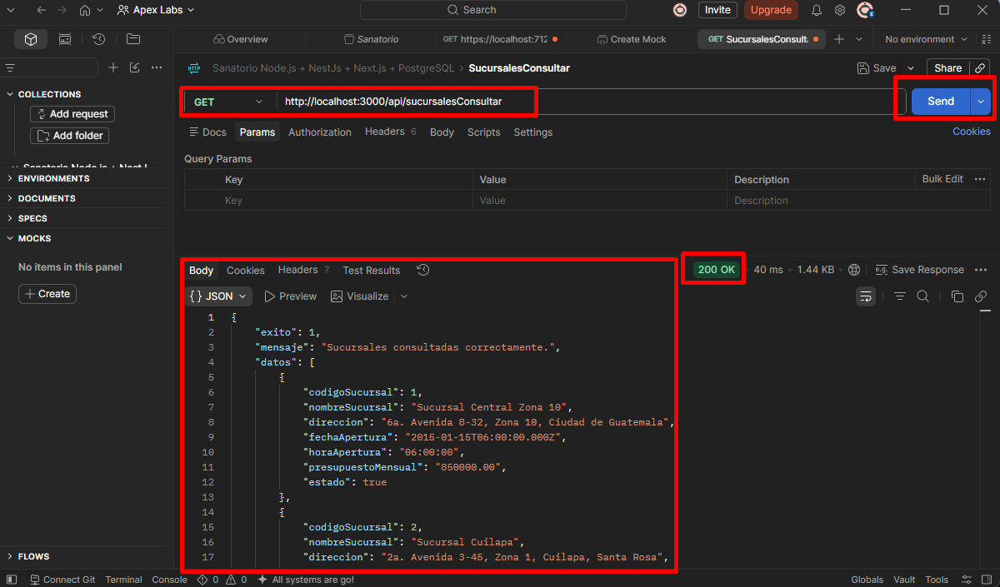 Apex Labs
Search
Invite
Upgrade
Overview
Sanatorio
GET https://localhost:712
Create Mock
GET SucursalesConsulta
No environment
HTTP Sanatorio Node.js + NestJs + Next.js + PostgreSQL > SucursalesConsultar
Save
Share
COLLECTIONS
Add request
Add folder
Sanatorio Node.js + Nest
ENVIRONMENTS
DOCUMENTS
SPECS
MOCKS
No items in this panel
Create
FLOWS
GET http://localhost:3000/api/sucursalesConsultar
Send
Docs Params Authorization Headers 6 Body Scripts Settings
Cookies
Query Params
Key Value Description Bulk Edit
Key Value Description
Body Cookies Headers 7 Test Results
200 OK • 40 ms • 1.44 KB
e.g. Save Response
{} JSON Preview Visualize
1 {
2 "exito": 1,
3 "mensaje": "Sucursales consultadas correctamente.",
4 "datos": [
5 {
6 "codigoSucursal": 1,
7 "nombreSucursal": "Sucursal Central Zona 10",
8 "direccion": "6a. Avenida 8-32, Zona 10, Ciudad de Guatemala",
9 "fechaApertura": "2015-01-15T06:00:00.000Z",
10 "horaApertura": "06:00:00",
11 "presupuestoMensual": "850000.00",
12 "estado": true
13 },
14 {
15 "codigoSucursal": 2,
16 "nombreSucursal": "Sucursal Cuilapa",
17 "direccion": "2a. Avenida 3-45, Zona 1, Cuilapa, Santa Rosa",
Connect Git Terminal Console 0 0 All systems are go!
Globals Vault Tools